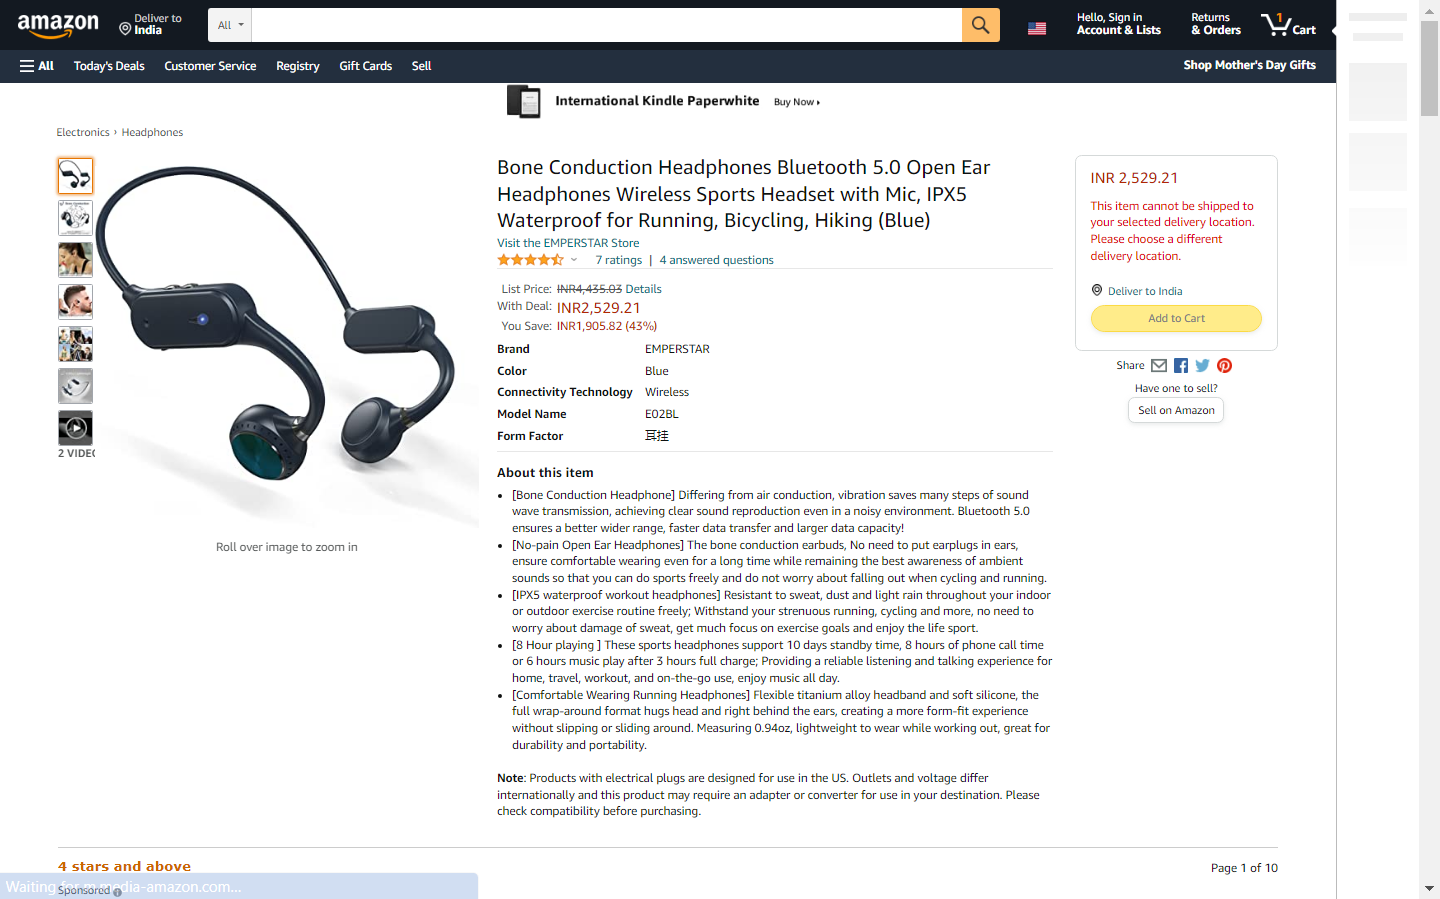 amazon
Deliver to
India
All
Hello, Sign in
Account & Lists
Returns
& Orders
1
Cart
All
Today's Deals
Customer Service
Registry
Gift Cards
Sell
Shop Mother's Day Gifts
International Kindle Paperwhite
Buy Now
Electronics › Headphones
2 VIDEO
Roll over image to zoom in
Bone Conduction Headphones Bluetooth 5.0 Open Ear
Headphones Wireless Sports Headset with Mic, IPX5
Waterproof for Running, Bicycling, Hiking (Blue)
Visit the EMPERSTAR Store
7 ratings | 4 answered questions
List Price: INR4,435.03 Details
With Deal: INR2,529.21
You Save: INR1,905.82 (43%)
Brand EMPERSTAR
Color Blue
Connectivity Technology Wireless
Model Name E02BL
Form Factor 耳挂
About this item
• [Bone Conduction Headphone] Differing from air conduction, vibration saves many steps of sound
wave transmission, achieving clear sound reproduction even in a noisy environment. Bluetooth 5.0
ensures a better wider range, faster data transfer and larger data capacity!
• [No-pain Open Ear Headphones] The bone conduction earbuds, No need to put earplugs in ears,
ensure comfortable wearing even for a long time while remaining the best awareness of ambient
sounds so that you can do sports freely and do not worry about falling out when cycling and running.
• [IPX5 waterproof workout headphones] Resistant to sweat, dust and light rain throughout your indoor
or outdoor exercise routine freely; Withstand your strenuous running, cycling and more, no need to
worry about damage of sweat, get much focus on exercise goals and enjoy the life sport.
• [8 Hour playing ] These sports headphones support 10 days standby time, 8 hours of phone call time
or 6 hours music play after 3 hours full charge; Providing a reliable listening and talking experience for
home, travel, workout, and on-the-go use, enjoy music all day.
• [Comfortable Wearing Running Headphones] Flexible titanium alloy headband and soft silicone, the
full wrap-around format hugs head and right behind the ears, creating a more form-fit experience
without slipping or sliding around. Measuring 0.94oz, lightweight to wear while working out, great for
durability and portability.
Note: Products with electrical plugs are designed for use in the US. Outlets and voltage differ
internationally and this product may require an adapter or converter for use in your destination. Please
check compatibility before purchasing.
INR 2,529.21
This item cannot be shipped to
your selected delivery location.
Please choose a different
delivery location.
Deliver to India
Add to Cart
Share
Have one to sell?
Sell on Amazon
4 stars and above
Page 1 of 10
Sponsored
Waiting for m.media-amazon.com...